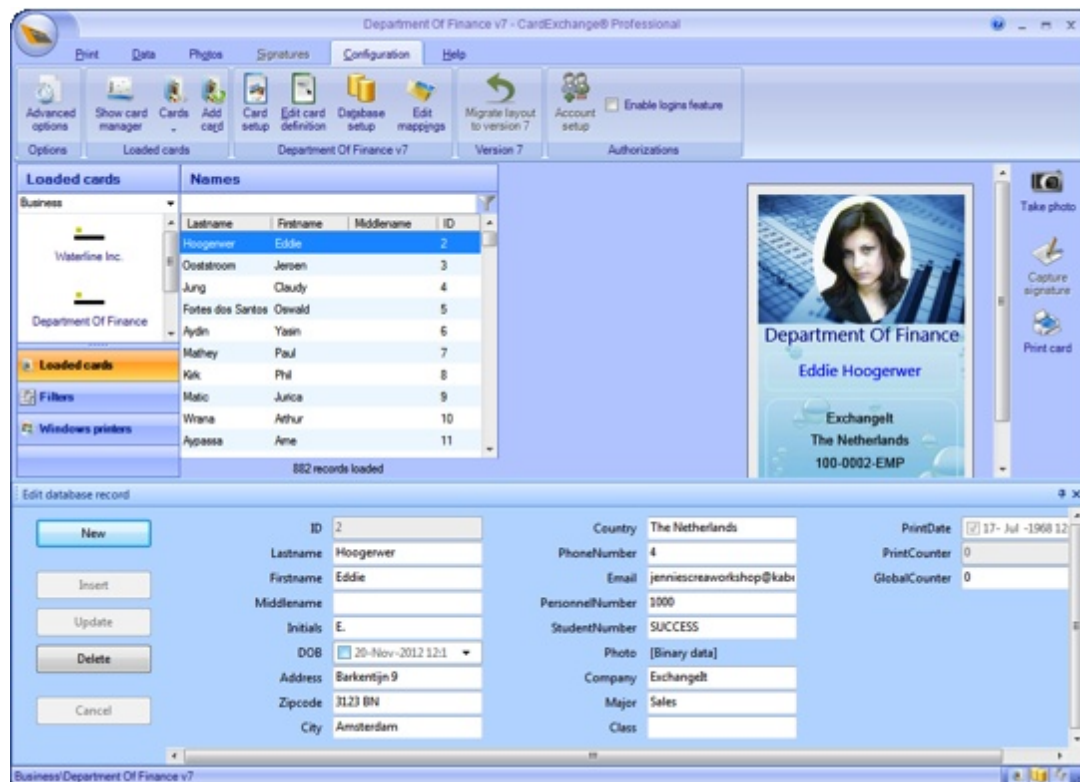 Department Of Finance v7 - CardExchange® Professional
Print Data Photos Signatures Configuration Help
Advanced options
Show card manager
Cards
Add card
Card setup
Edit card definition
Database setup
Edit mappings
Migrate layout to version 7
Account setup
Enable logins feature
Options Loaded cards Department Of Finance v7 Version 7 Authorizations
Loaded cards
Business
Waterline Inc.
Department Of Finance
Loaded cards
Filters
Windows printers
Names
Lastname Firstname Middlename ID
Hoogerwer Eddie 2
Ooststroom Jeroen 3
Jung Claudy 4
Fortes dos Santos Oswald 5
Aydin Yasin 6
Mathey Paul 7
Kirk Phil 8
Matic Jurica 9
Wrana Arthur 10
Aypassa Arne 11
882 records loaded
Department Of Finance
Eddie Hoogerwer
ExchangeIt
The Netherlands
100-0002-EMP
Take photo
Capture signature
Print card
Edit database record
New
Insert
Update
Delete
Cancel
ID 2
Lastname Hoogerwer
Firstname Eddie
Middlename
Initials E.
DOB 20-Nov-2012 12:1
Address Barkentijn 9
Zipcode 3123 BN
City Amsterdam
Country The Netherlands
PhoneNumber 4
Email jenniescreaworkshop@kab
PersonnelNumber 1000
StudentNumber SUCCESS
Photo [Binary data]
Company ExchangeIt
Major Sales
Class
PrintDate 17- Jul -1968 12
PrintCounter 0
GlobalCounter 0
Business\Department Of Finance v7